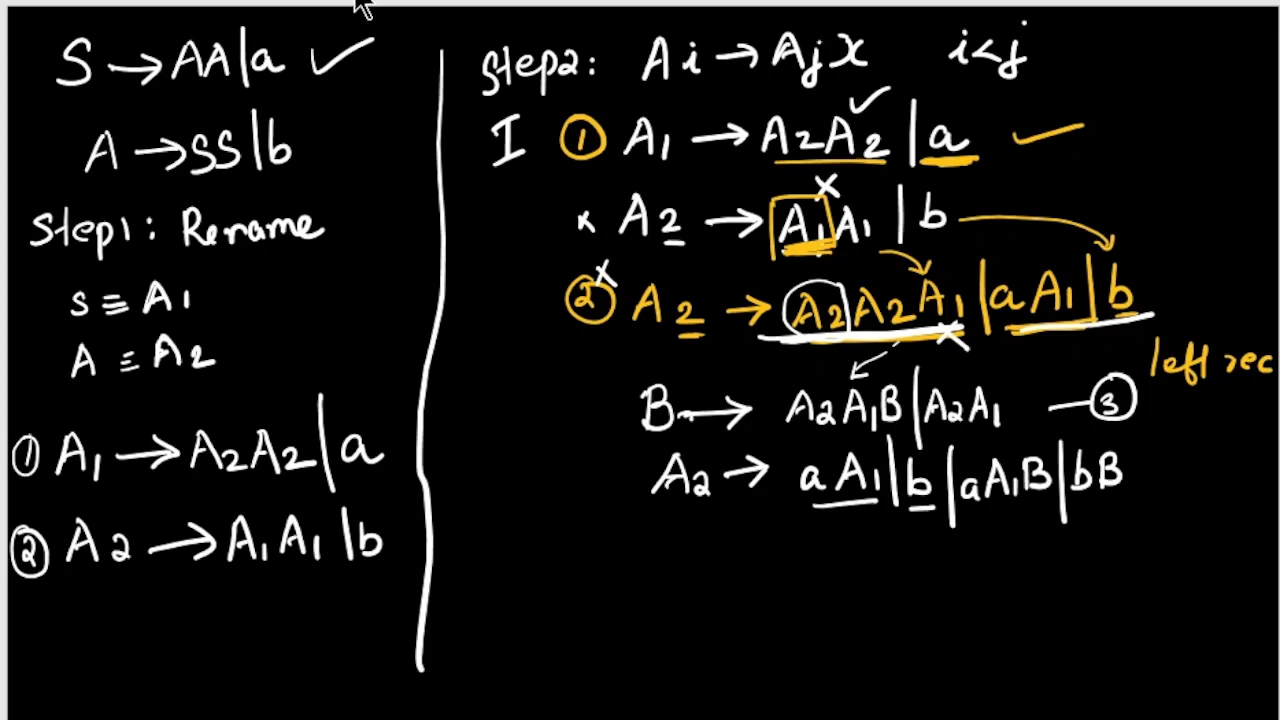 S → AA|a ✓
A → SS|b
Step1: Rename
S ≡ A1
A ≡ A2
① A1 → A2A2|a
② A2 → A1A1|b
Step2: Ai → Ajx i<j
I ① A1 → A2A2 ✓ | a ✓
x A2 → A1A1 x | b
② x A2 → A2A2A1 x | aA1 | b
left rec
B → A2A1B|A2A1 — ③
A2 → aA1|b|aA1B|bB